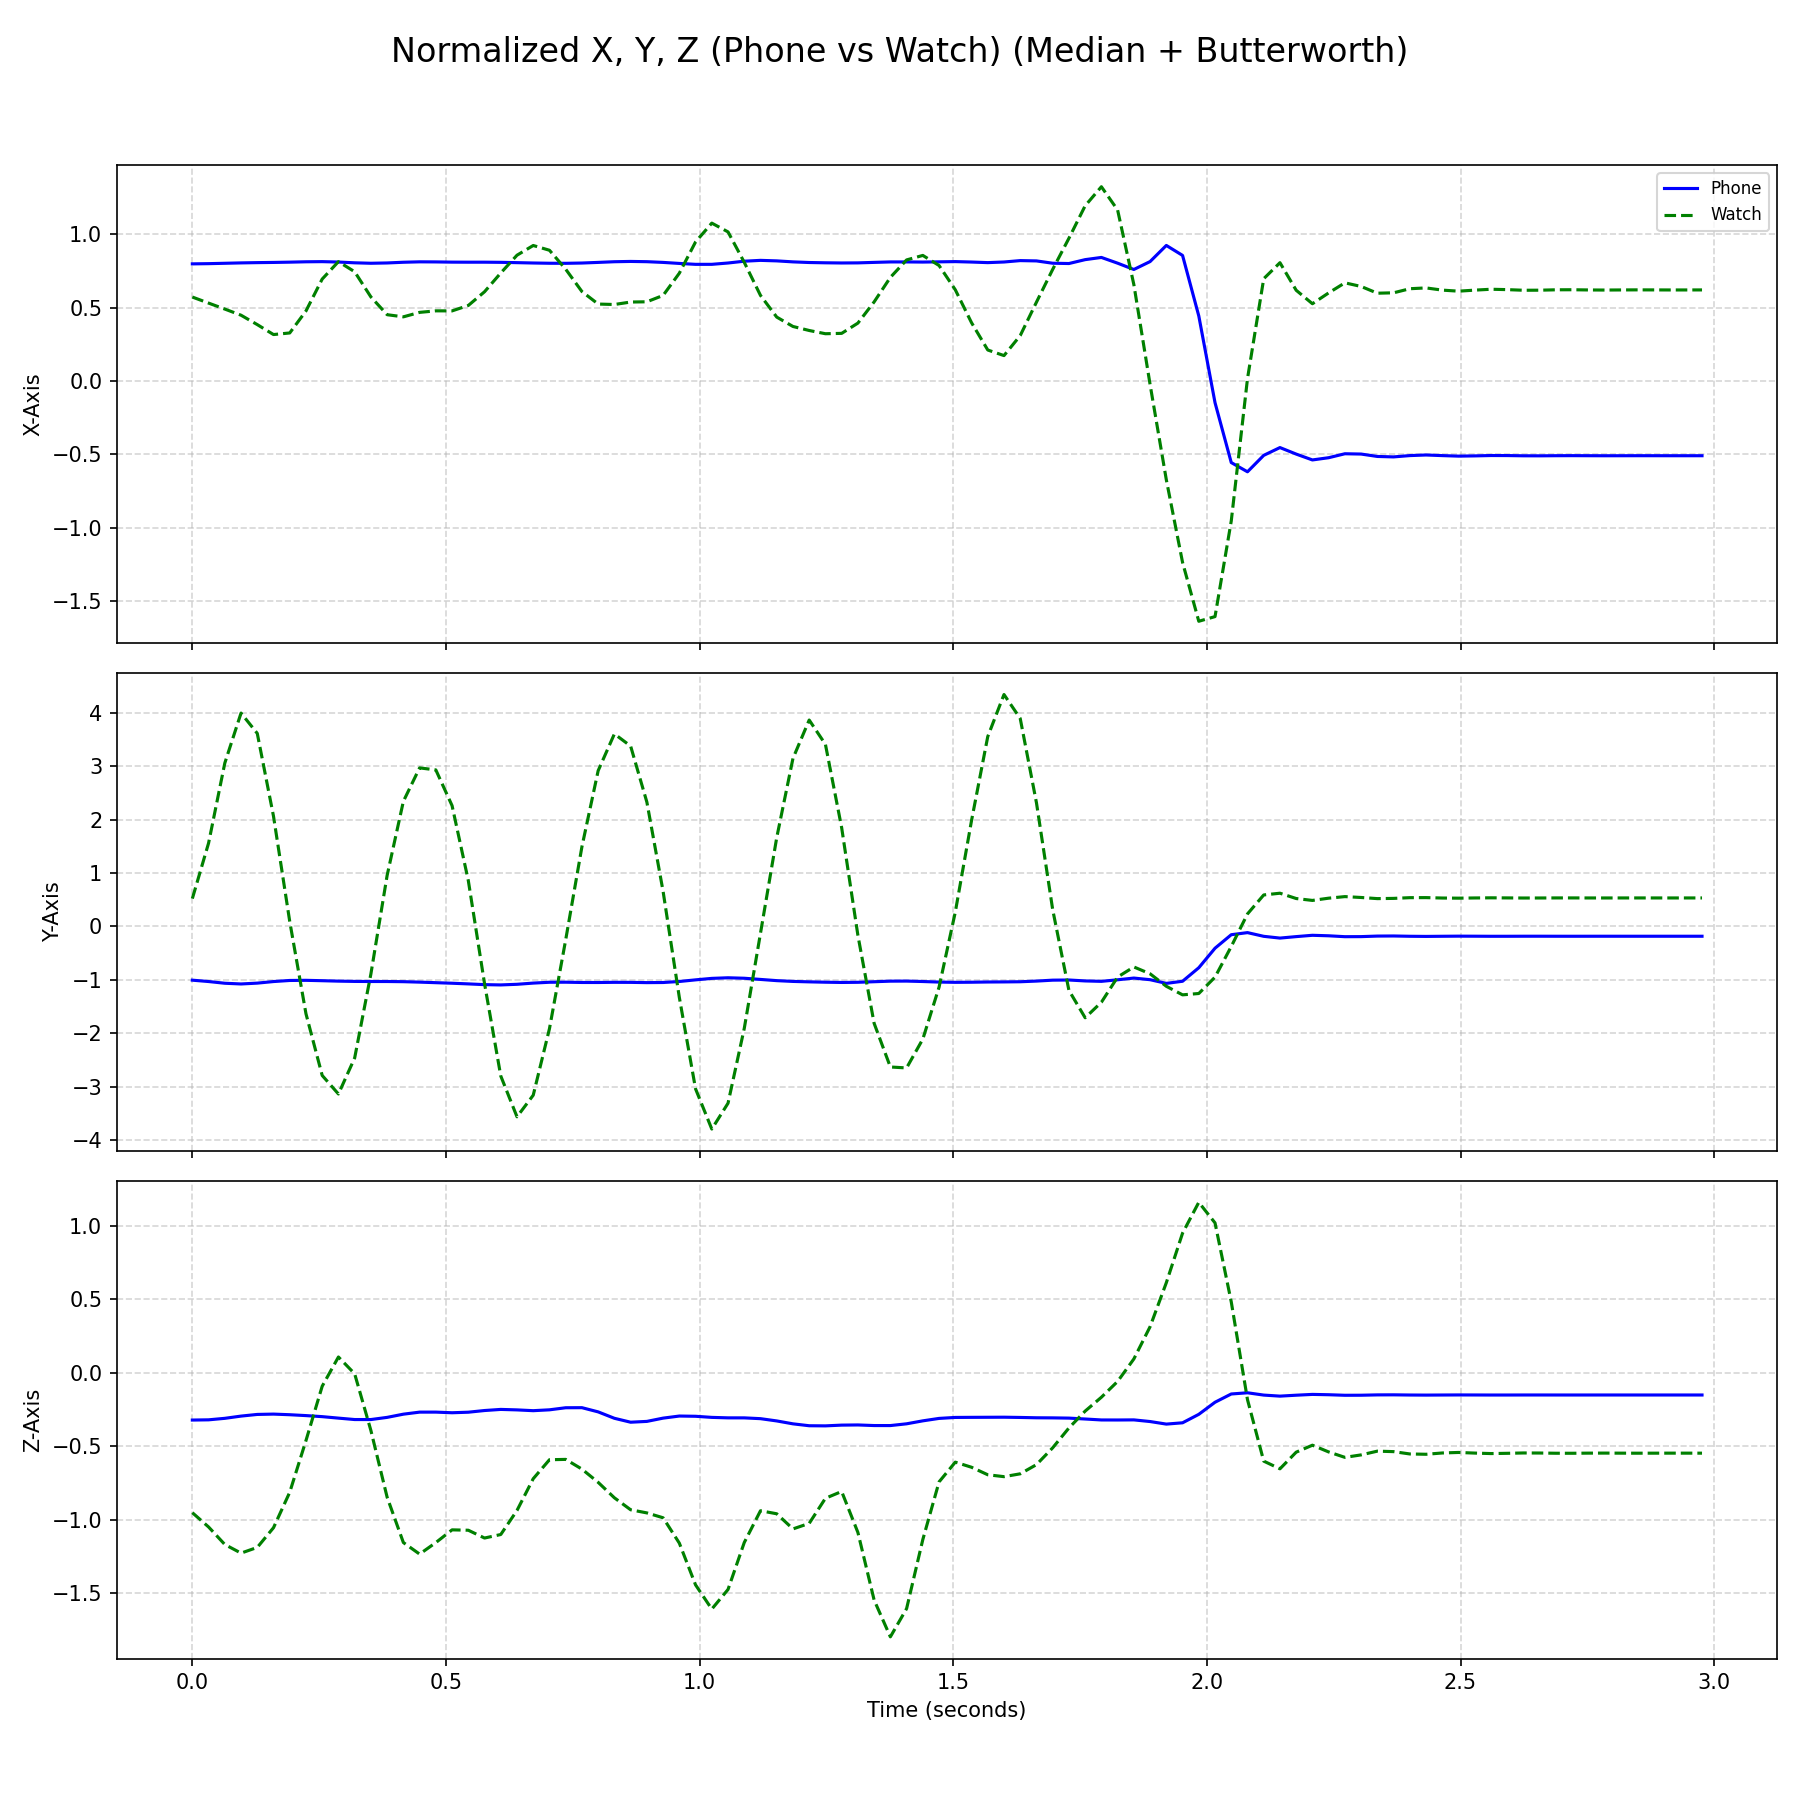 Normalized X, Y, Z (Phone vs Watch) (Median + Butterworth)
Phone
Watch
1.0
0.5
0.0
−0.5
−1.0
−1.5
X-Axis
4
3
2
1
0
−1
−2
−3
−4
Y-Axis
1.0
0.5
0.0
−0.5
−1.0
−1.5
Z-Axis
0.0 0.5 1.0 1.5 2.0 2.5 3.0
Time (seconds)